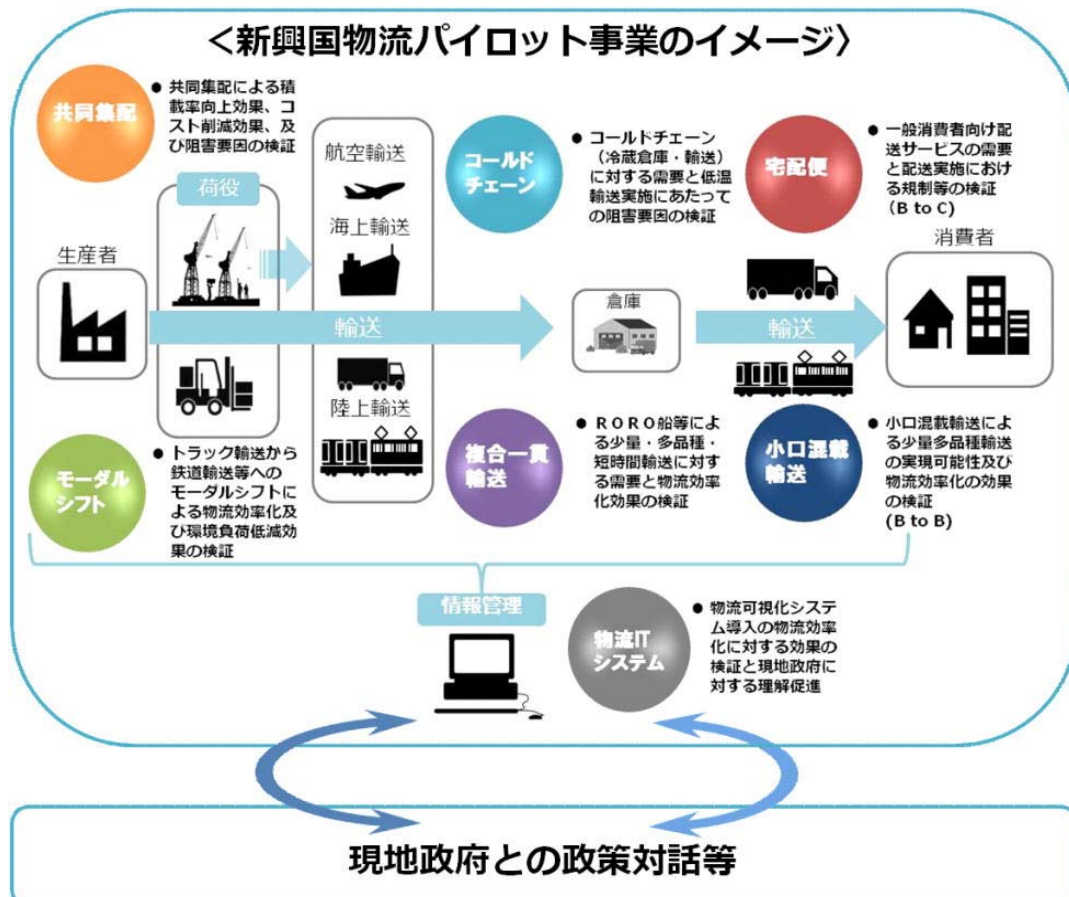 <新興国物流パイロット事業のイメージ>
共同集配
● 共同集配による積
載率向上効果、コ
スト削減効果、及
び阻害要因の検証
荷役
生産者
航空輸送
海上輸送
陸上輸送
コールド
チェーン
● コールドチェーン
（冷蔵倉庫・輸送）
に対する需要と低温
輸送実施にあたって
の阻害要因の検証
宅配便
● 一般消費者向け配
送サービスの需要
と配送実施におけ
る規制等の検証
（B to C）
消費者
輸送
倉庫
輸送
モーダル
シフト
● トラック輸送から
鉄道輸送等への
モーダルシフトに
よる物流効率化及
び環境負荷低減効
果の検証
複合一貫
輸送
● ＲＯＲＯ船等によ
る少量・多品種・
短時間輸送に対す
る需要と物流効率
化効果の検証
小口混載
輸送
● 小口混載輸送によ
る少量多品種輸送
の実現可能性及び
物流効率化の効果
の検証
(B to B)
情報管理
物流IT
システム
● 物流可視化システ
ム導入の物流効率
化に対する効果の
検証と現地政府に
対する理解促進
現地政府との政策対話等